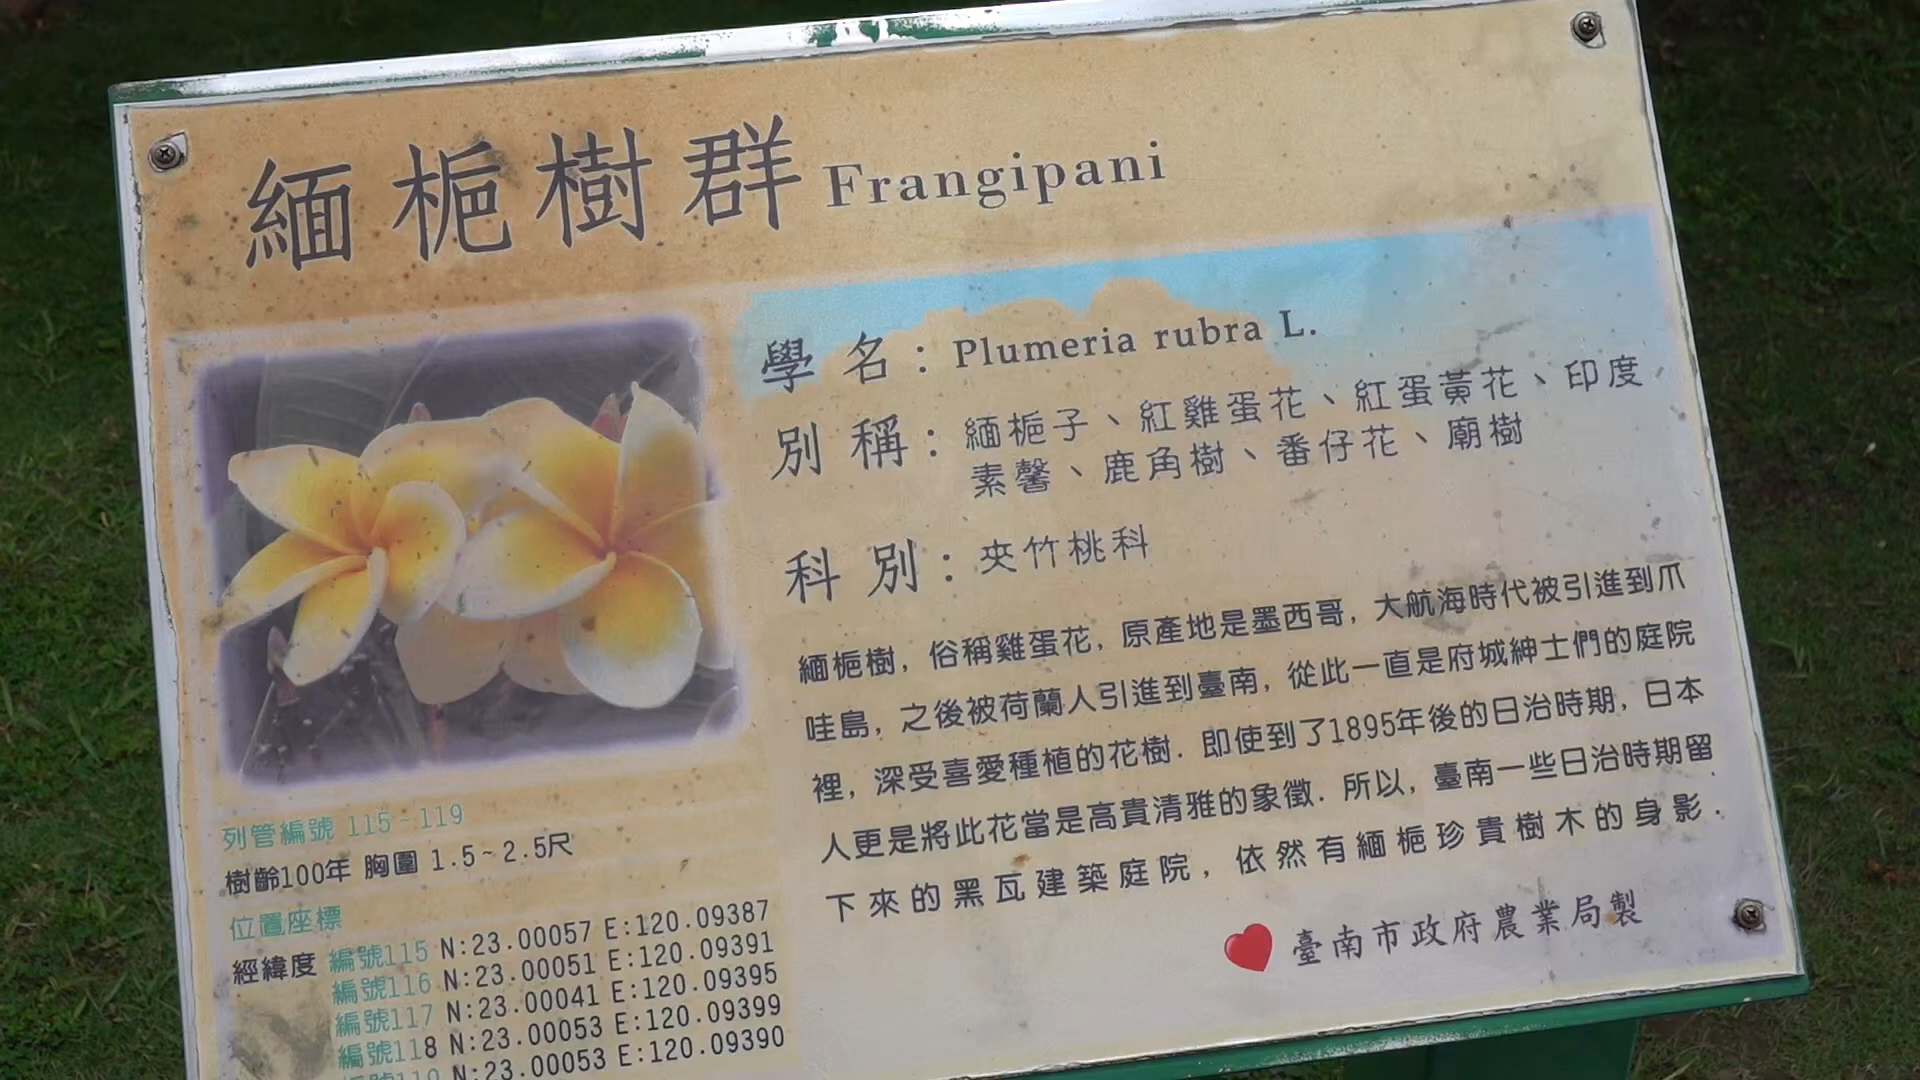 緬梔樹群 Frangipani
學名：Plumeria rubra L.
別稱：緬梔子、紅雞蛋花、紅蛋黃花、印度
素馨、鹿角樹、番仔花、廟樹
科別：夾竹桃科
緬梔樹, 俗稱雞蛋花, 原產地是墨西哥, 大航海時代被引進到爪
哇島, 之後被荷蘭人引進到臺南, 從此一直是府城紳士們的庭院
裡, 深受喜愛種植的花樹. 即使到了1895年後的日治時期, 日本
人更是將此花當是高貴清雅的象徵. 所以, 臺南一些日治時期留
下來的黑瓦建築庭院, 依然有緬梔珍貴樹木的身影.
臺南市政府農業局製
列管編號 115-119
樹齡100年 胸圍 1.5~2.5尺
位置座標
經緯度 編號115 N:23.00057 E:120.09387
編號116 N:23.00051 E:120.09391
編號117 N:23.00041 E:120.09395
編號118 N:23.00053 E:120.09399
編號119 N:23.00053 E:120.09390